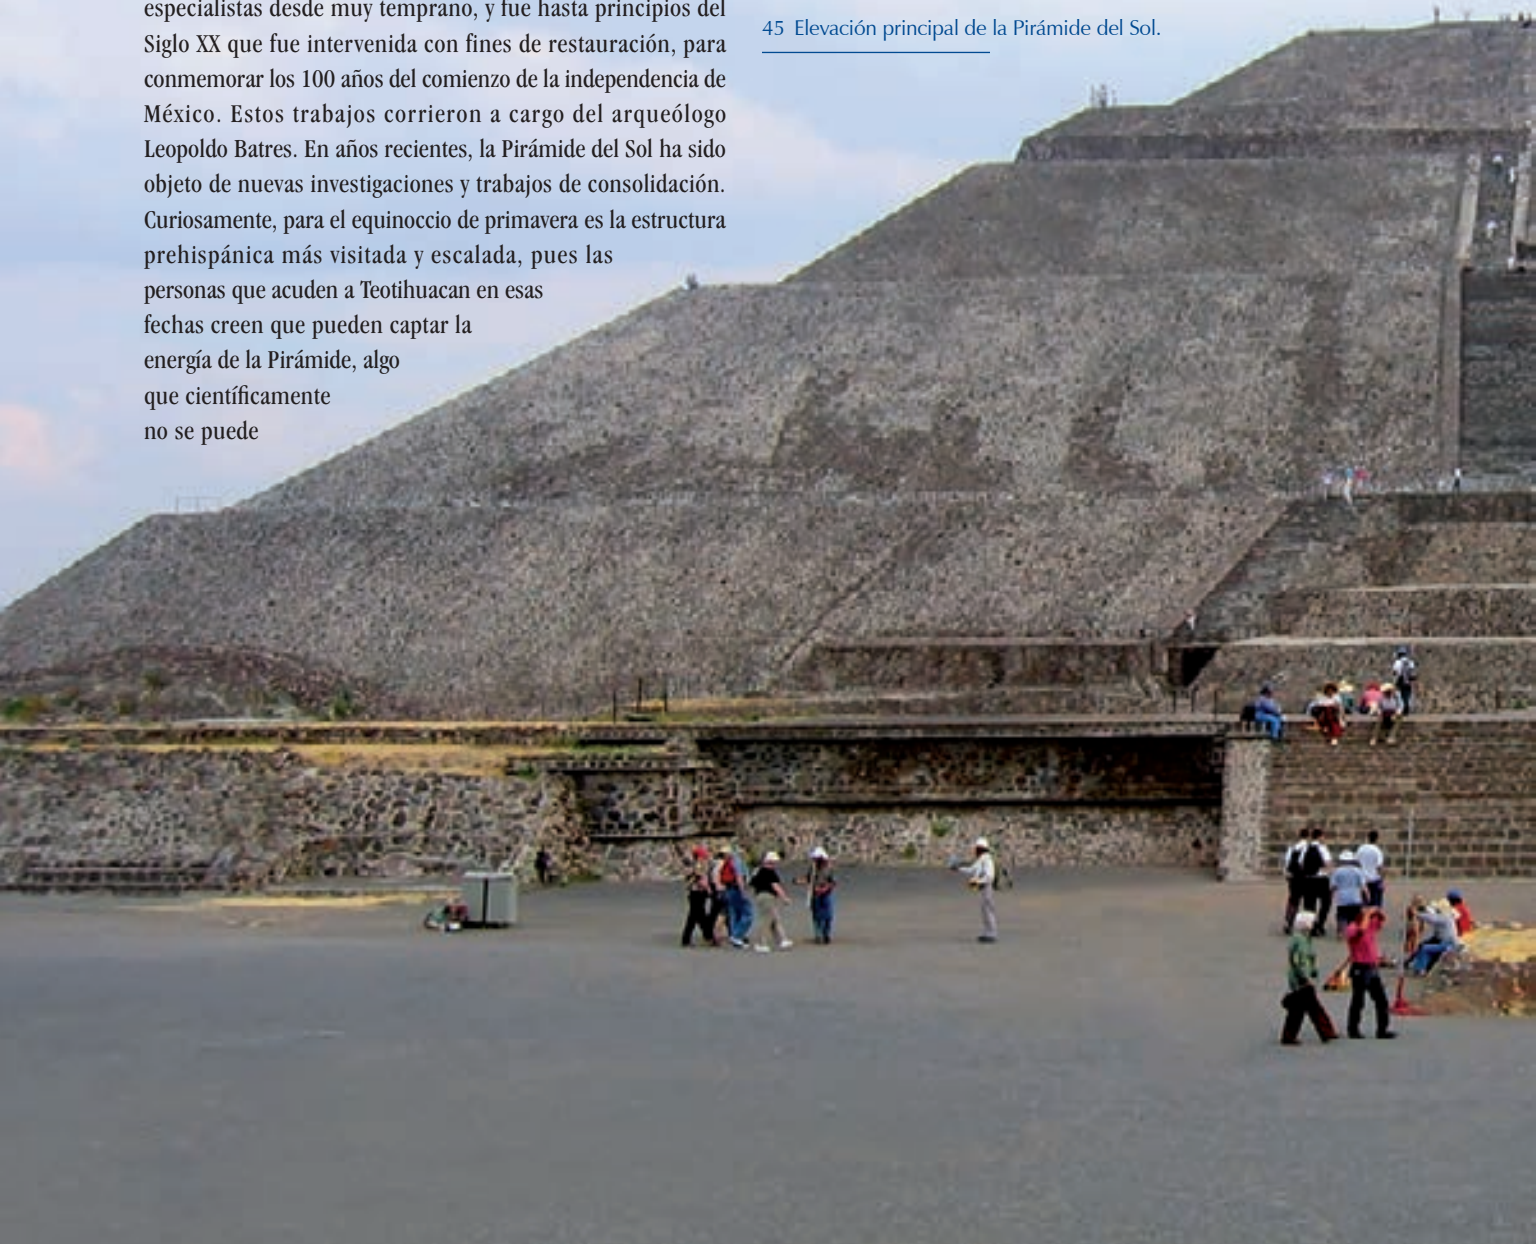 especialistas desde muy temprano, y fue hasta principios del
Siglo XX que fue intervenida con fines de restauración, para
conmemorar los 100 años del comienzo de la independencia de
México. Estos trabajos corrieron a cargo del arqueólogo
Leopoldo Batres. En años recientes, la Pirámide del Sol ha sido
objeto de nuevas investigaciones y trabajos de consolidación.
Curiosamente, para el equinoccio de primavera es la estructura
prehispánica más visitada y escalada, pues las
personas que acuden a Teotihuacan en esas
fechas creen que pueden captar la
energía de la Pirámide, algo
que científicamente
no se puede
45 Elevación principal de la Pirámide del Sol.